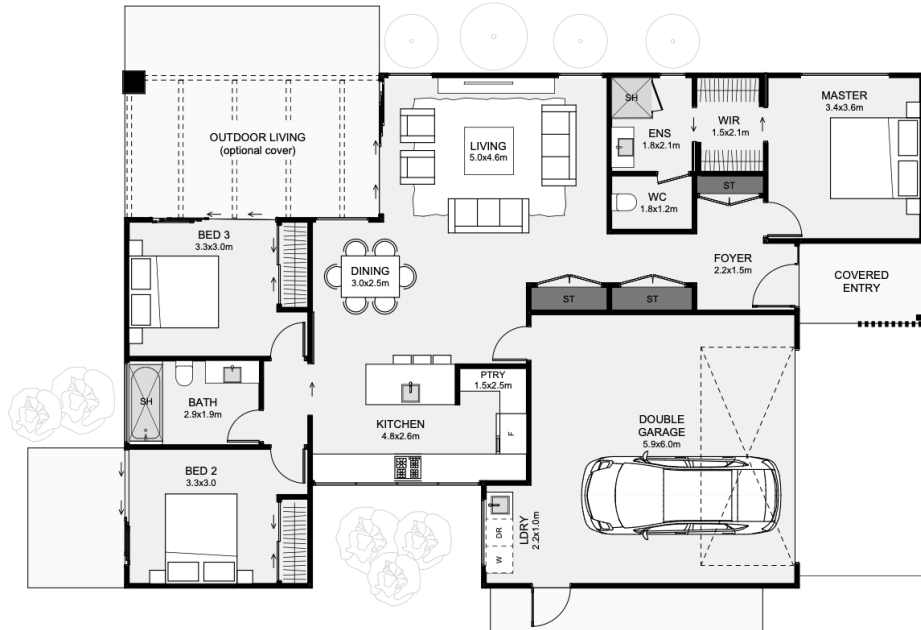 OUTDOOR LIVING
(optional cover)
LIVING
5.0x4.6m
SH
ENS
1.8x2.1m
WIR
1.5x2.1m
MASTER
3.4x3.6m
WC
1.8x1.2m
ST
BED 3
3.3x3.0m
DINING
3.0x2.5m
FOYER
2.2x1.5m
COVERED
ENTRY
ST
ST
SH
BATH
2.9x1.9m
PTRY
1.5x2.5m
KITCHEN
4.8x2.6m
F
DOUBLE
GARAGE
5.9x6.0m
BED 2
3.3x3.0
LDRY
2.2x1.0m
DR
W